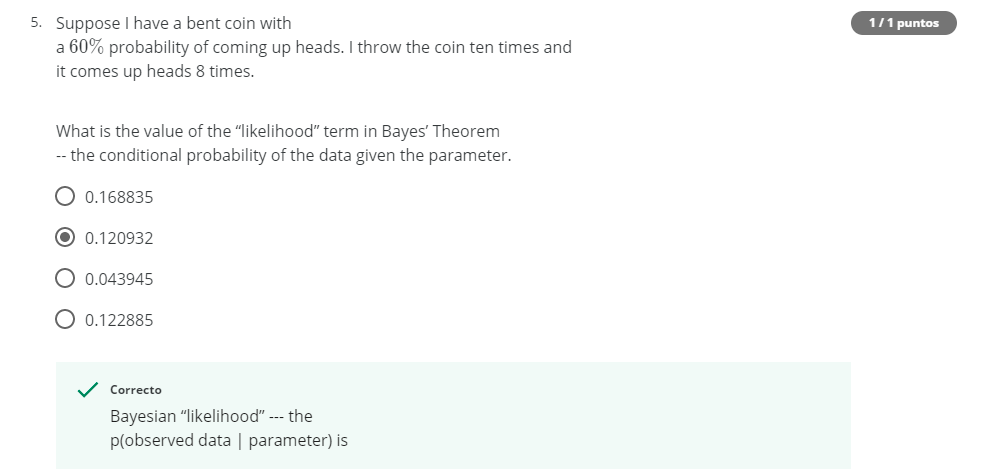 5. Suppose I have a bent coin with
1 / 1 puntos
a 60% probability of coming up heads. I throw the coin ten times and
it comes up heads 8 times.
What is the value of the “likelihood” term in Bayes’ Theorem
-- the conditional probability of the data given the parameter.
0.168835
0.120932
0.043945
0.122885
Correcto
Bayesian “likelihood” --- the
p(observed data | parameter) is